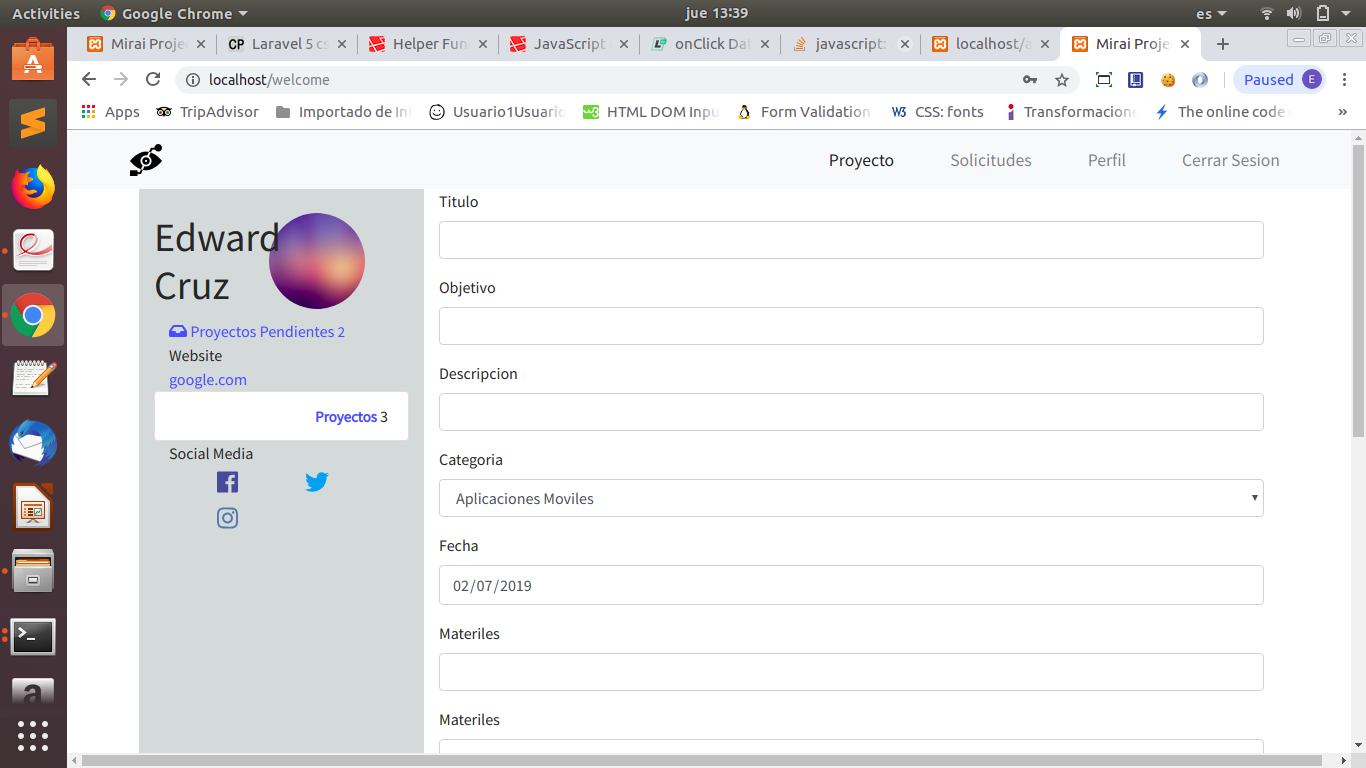 Activities Google Chrome jue 13:39 es
Mirai Proje Laravel 5 cs Helper Fun JavaScript onClick Dat javascript: localhost/a Mirai Proje
localhost/welcome Paused E
Apps TripAdvisor Importado de In Usuario1Usuario HTML DOM Inpu Form Validation CSS: fonts Transformacione The online code »
Proyecto Solicitudes Perfil Cerrar Sesion
Edward
Cruz
Proyectos Pendientes 2
Website
google.com
Proyectos 3
Social Media
Titulo
Objetivo
Descripcion
Categoria
Aplicaciones Moviles
Fecha
02/07/2019
Materiles
Materiles